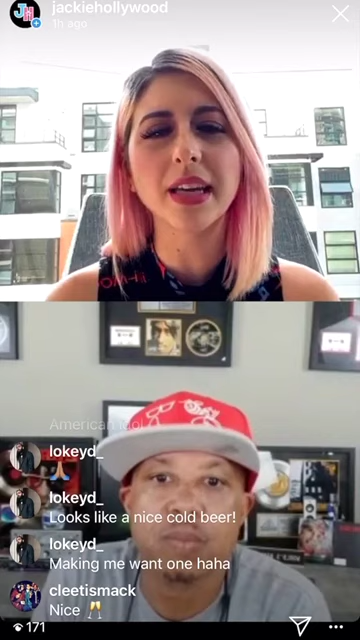 jackiehollywood
1h ago
American idol
lokeyd_
🙏
lokeyd_
Looks like a nice cold beer!
lokeyd_
Making me want one haha
cleetismack
Nice 🥂
171